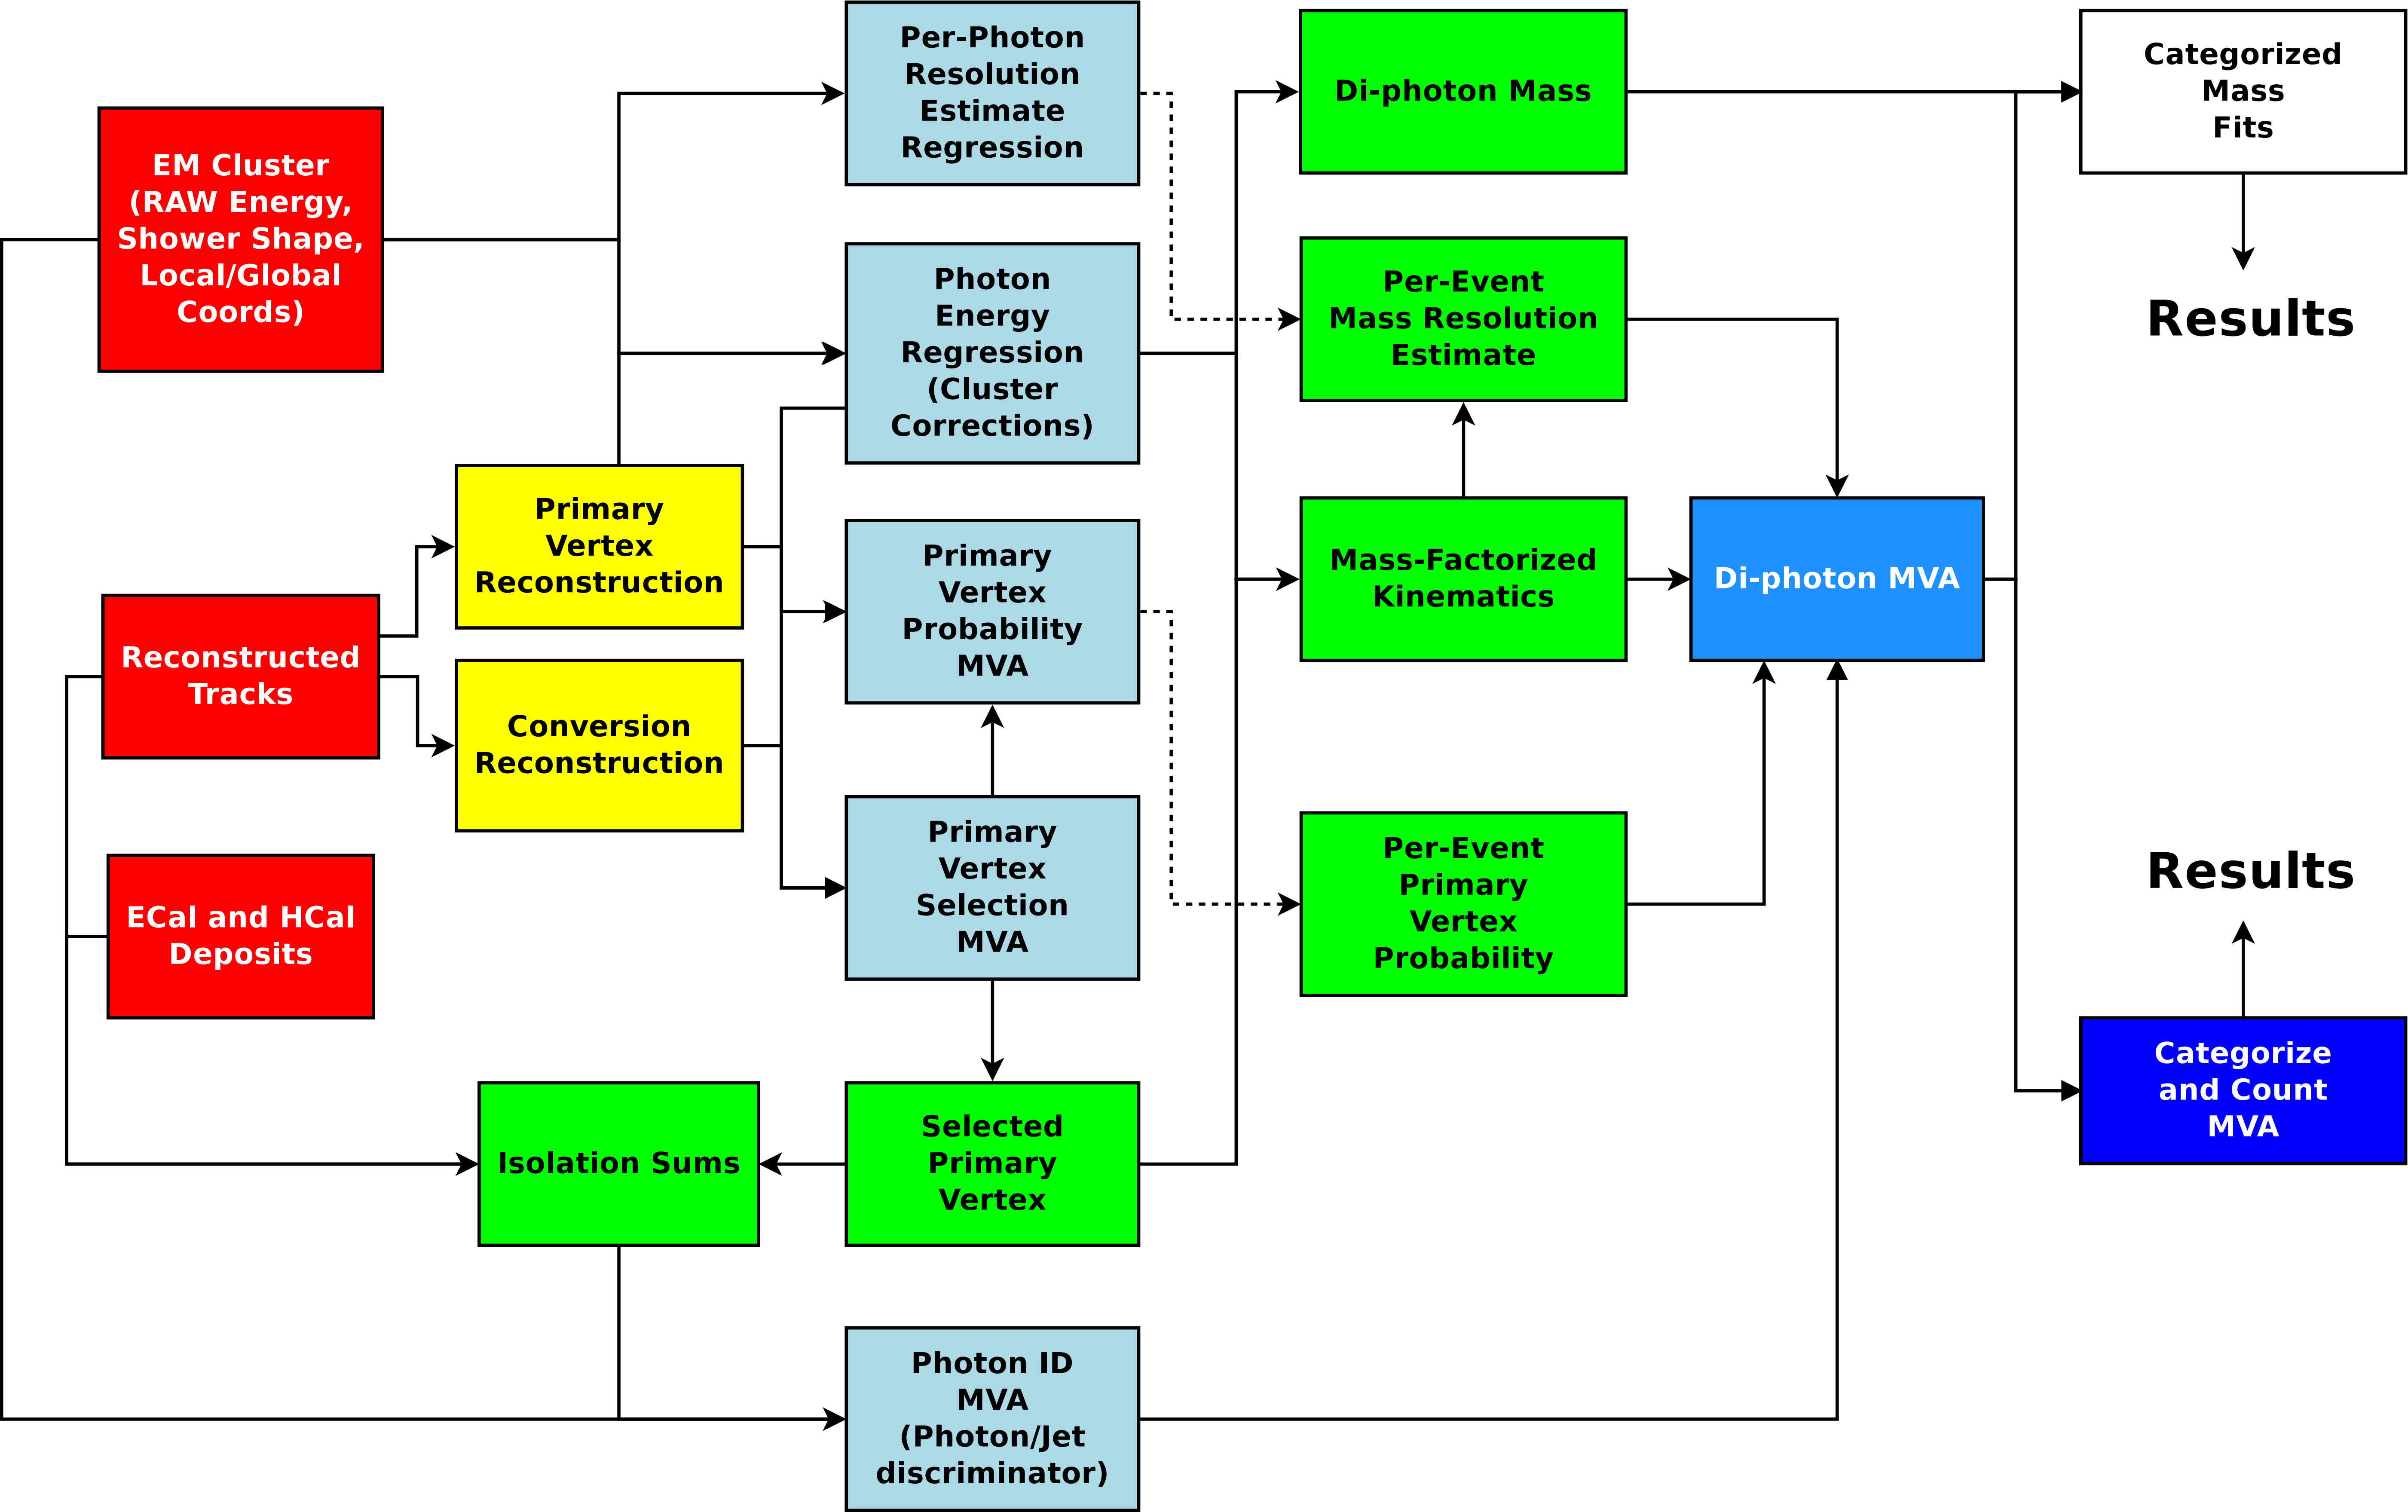 EM Cluster
(RAW Energy,
Shower Shape,
Local/Global
Coords)
Reconstructed
Tracks
ECal and HCal
Deposits
Primary
Vertex
Reconstruction
Conversion
Reconstruction
Isolation Sums
Per-Photon
Resolution
Estimate
Regression
Photon
Energy
Regression
(Cluster
Corrections)
Primary
Vertex
Probability
MVA
Primary
Vertex
Selection
MVA
Selected
Primary
Vertex
Photon ID
MVA
(Photon/Jet
discriminator)
Di-photon Mass
Per-Event
Mass Resolution
Estimate
Mass-Factorized
Kinematics
Per-Event
Primary
Vertex
Probability
Di-photon MVA
Categorized
Mass
Fits
Results
Results
Categorize
and Count
MVA